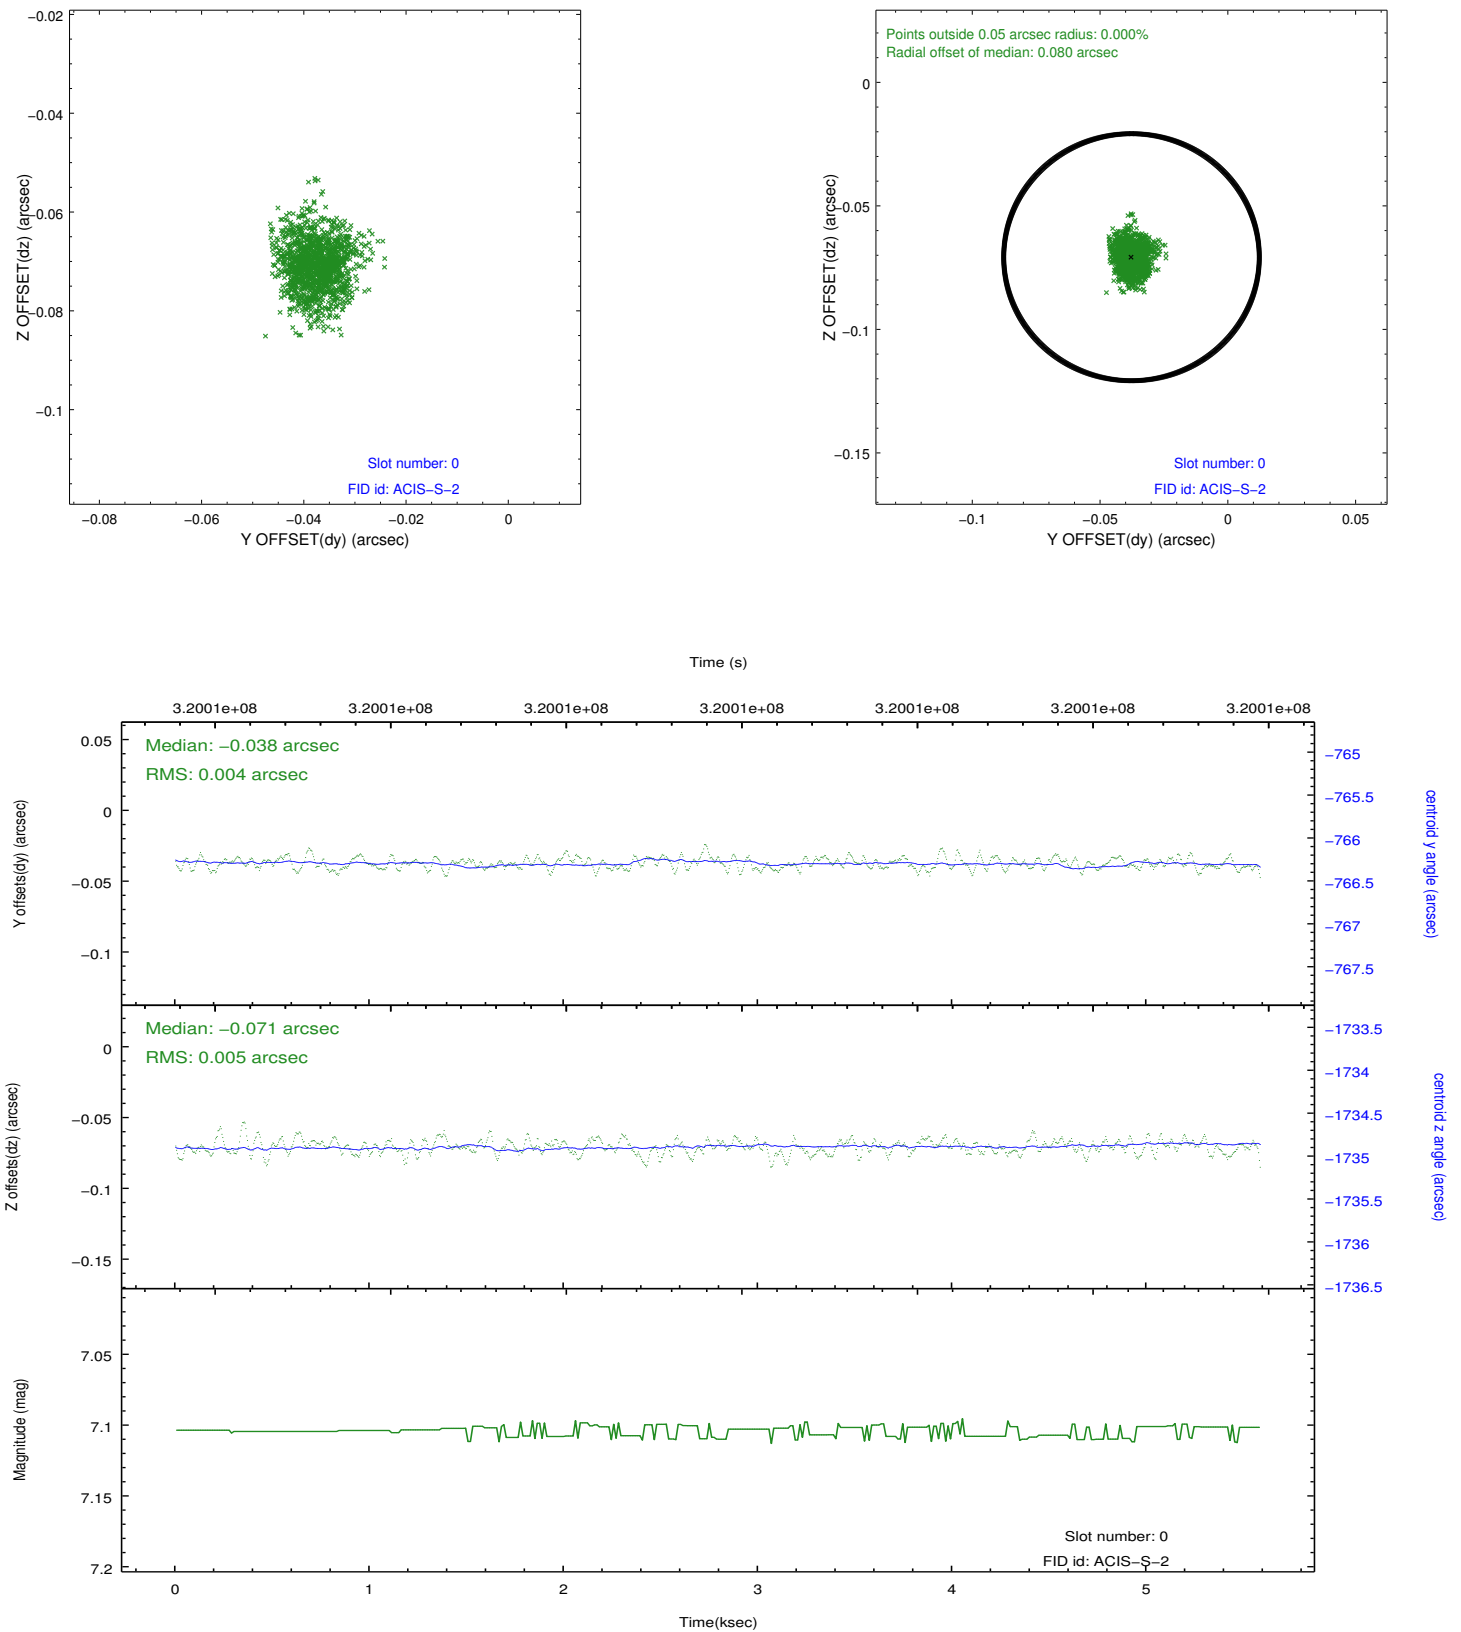 −0.02
−0.04
−0.06
−0.08
−0.1
Z OFFSET(dz) (arcsec)
Slot number: 0
FID id: ACIS−S−2
−0.08 −0.06 −0.04 −0.02 0
Y OFFSET(dy) (arcsec)
Points outside 0.05 arcsec radius: 0.000%
Radial offset of median: 0.080 arcsec
0
−0.05
−0.1
−0.15
Z OFFSET(dz) (arcsec)
Slot number: 0
FID id: ACIS−S−2
−0.1 −0.05 0 0.05
Y OFFSET(dy) (arcsec)
Time (s)
3.2001e+08 3.2001e+08 3.2001e+08 3.2001e+08 3.2001e+08 3.2001e+08 3.2001e+08
Median: −0.038 arcsec
RMS: 0.004 arcsec
0.05
0
−0.05
−0.1
Y offsets(dy) (arcsec)
−765
−765.5
−766
−766.5
−767
−767.5
centroid y angle (arcsec)
Median: −0.071 arcsec
RMS: 0.005 arcsec
0
−0.05
−0.1
−0.15
Z offsets(dz) (arcsec)
−1733.5
−1734
−1734.5
−1735
−1735.5
−1736
−1736.5
centroid z angle (arcsec)
7.05
7.1
7.15
7.2
Magnitude (mag)
Slot number: 0
FID id: ACIS−S−2
0 1 2 3 4 5
Time(ksec)